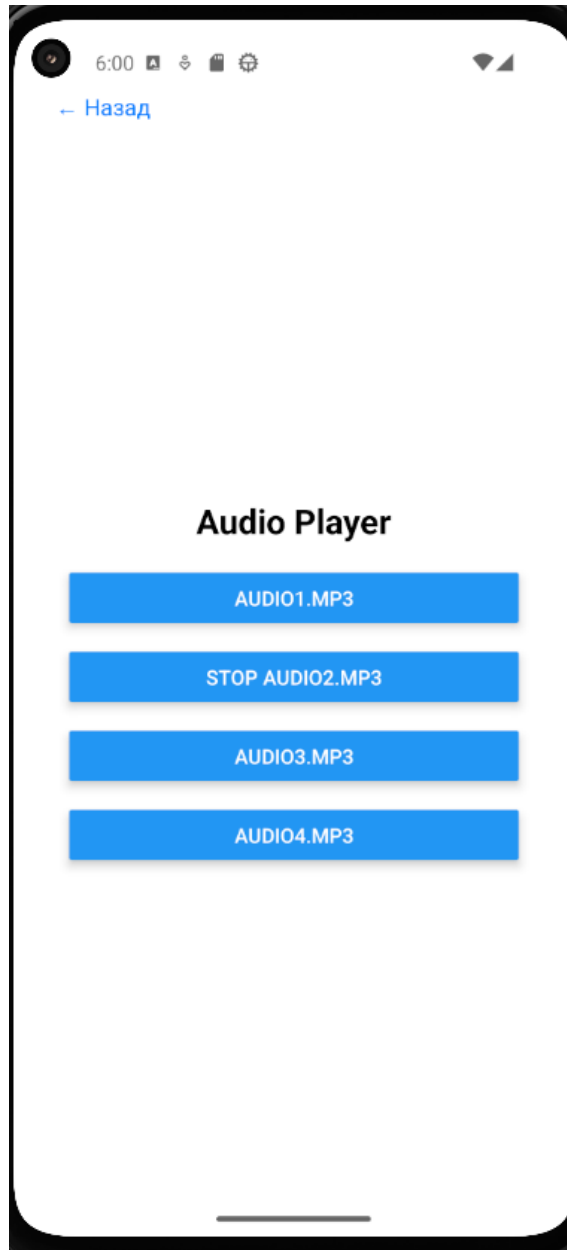 6:00
← Назад
Audio Player
AUDIO1.MP3
STOP AUDIO2.MP3
AUDIO3.MP3
AUDIO4.MP3